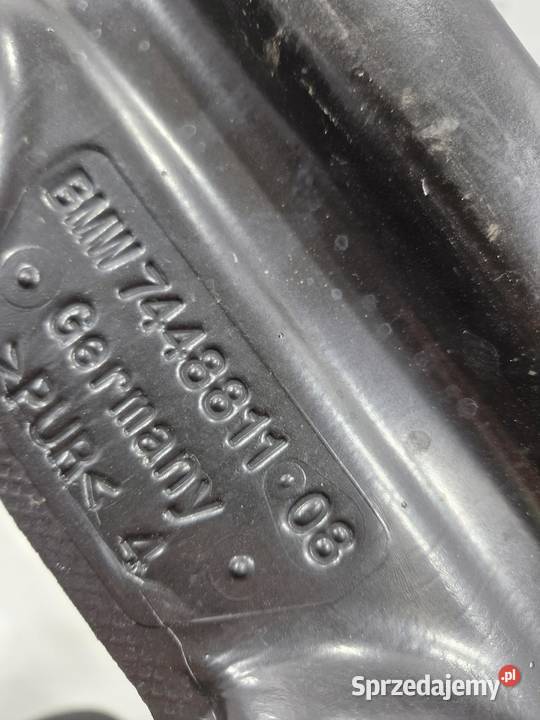 BMW 7448811 08
Germany
>PUR< 4
Sprzedajemy.pl